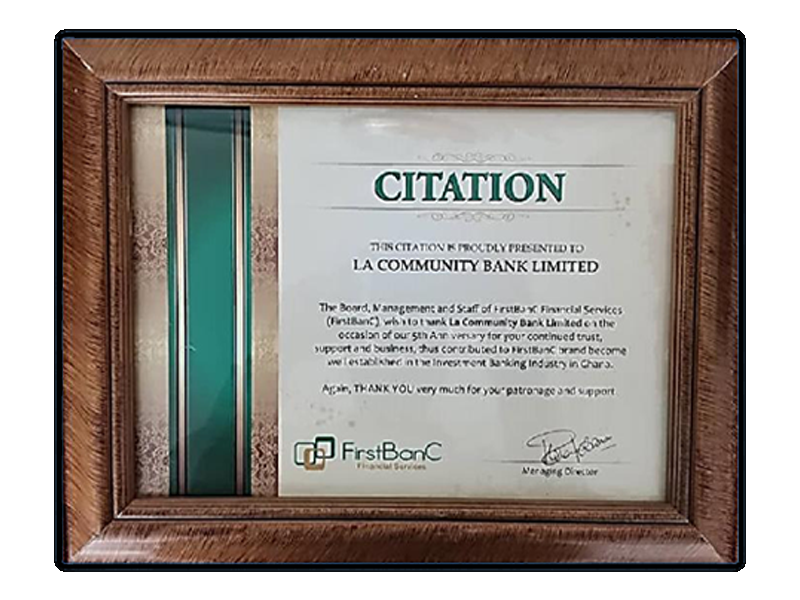 CITATION
THIS CITATION IS PROUDLY PRESENTED TO
LA COMMUNITY BANK LIMITED
The Board, Management and Staff of FirstBanC Financial Services
(FirstBanC), wish to thank La Community Bank Limited on the
occasion of our 5th Anniversary for your continued trust,
support and business, thus contributed to FirstBanC brand become
well established in the Investment Banking Industry in Ghana.
Again, THANK YOU very much for your patronage and support.
FirstBanC
Financial Services
Managing Director